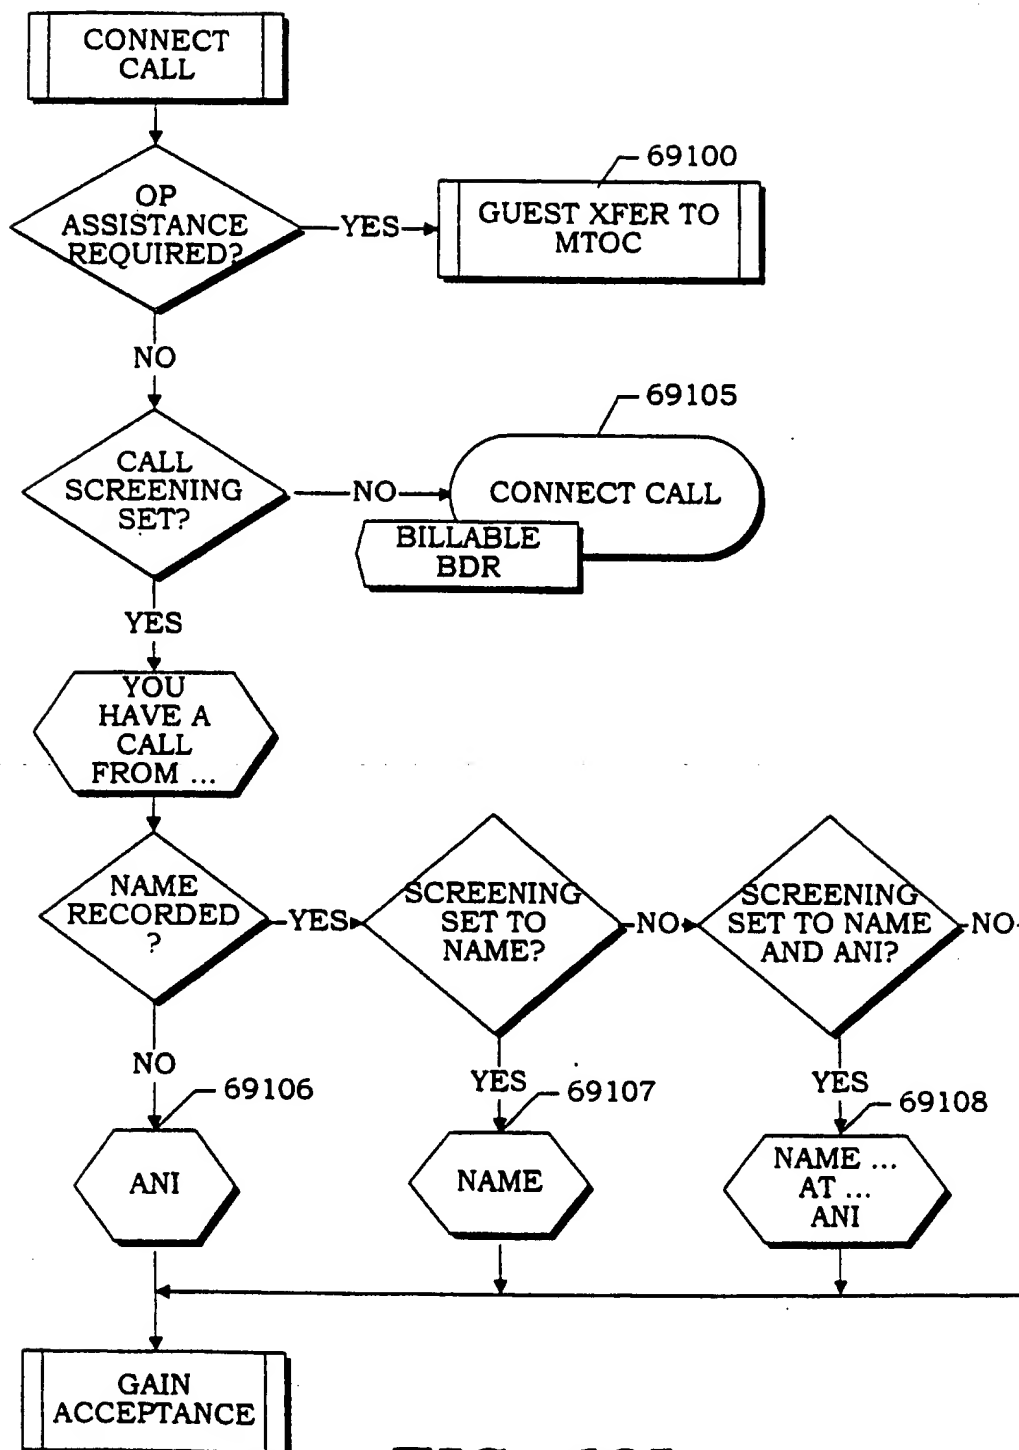 CONNECT
CALL
69100
OP
ASSISTANCE
REQUIRED?
YES
GUEST XFER TO
MTOC
NO
69105
CALL
SCREENING
SET?
NO
CONNECT CALL
BILLABLE
BDR
YES
YOU
HAVE A
CALL
FROM ...
NAME
RECORDED
?
YES
SCREENING
SET TO
NAME?
NO
SCREENING
SET TO NAME
AND ANI?
NO
NO
YES
YES
69106
69107
69108
ANI
NAME
NAME ...
AT ...
ANI
GAIN
ACCEPTANCE